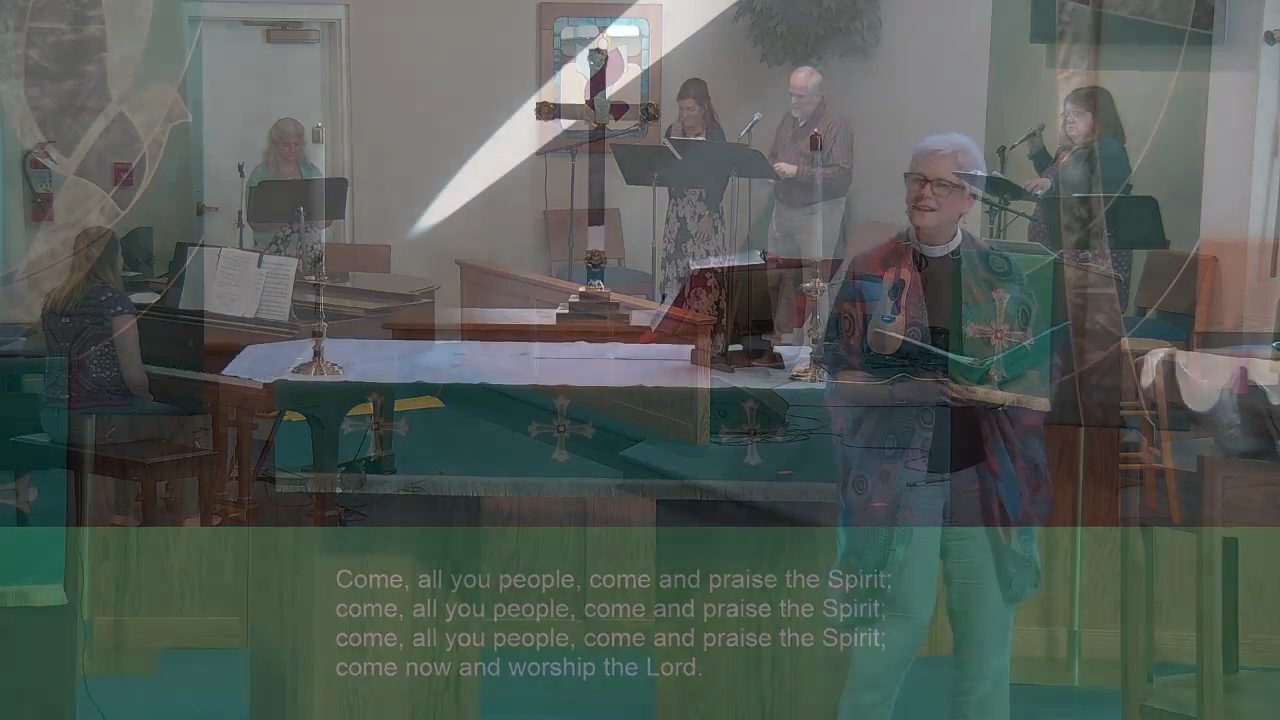 Come, all you people, come and praise the Spirit;
come, all you people, come and praise the Spirit;
come, all you people, come and praise the Spirit;
come now and worship the Lord.